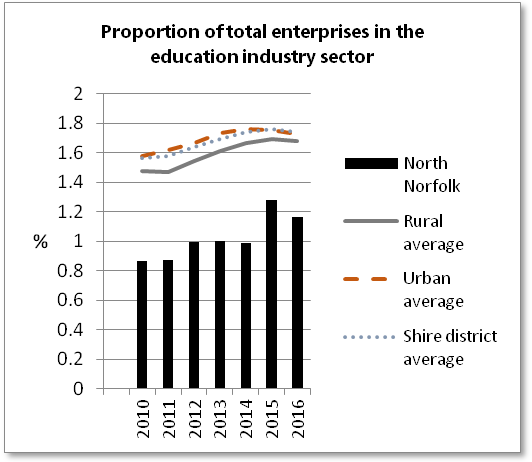 Proportion of total enterprises in the
education industry sector
2
1.8
1.6
1.4
1.2
1
0.8
0.6
0.4
0.2
0
%
2010
2011
2012
2013
2014
2015
2016
North
Norfolk
Rural
average
Urban
average
Shire district
average